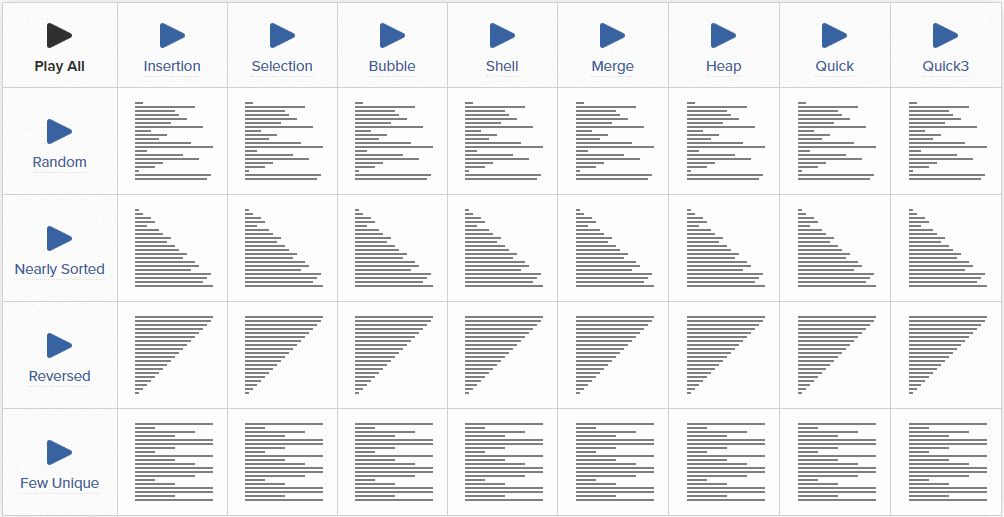 Play All
Insertion
Selection
Bubble
Shell
Merge
Heap
Quick
Quick3
Random
Nearly Sorted
Reversed
Few Unique